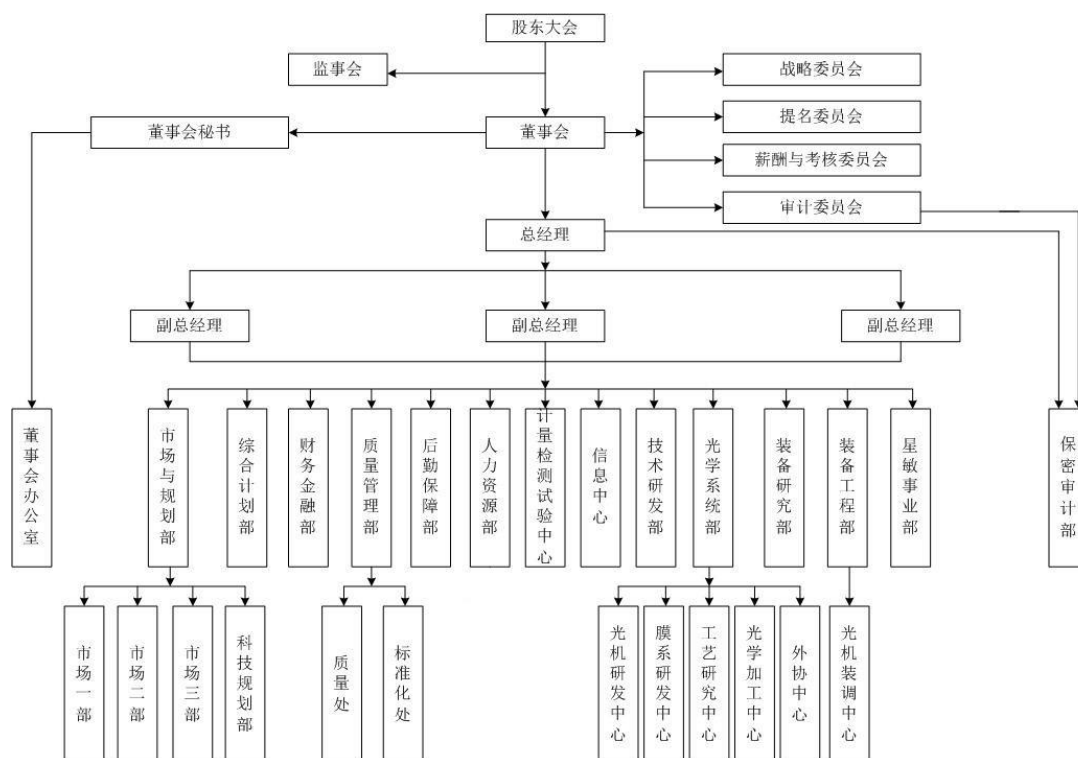 股东大会
监事会
战略委员会
提名委员会
董事会秘书
董事会
薪酬与考核委员会
审计委员会
总经理
副总经理
副总经理
副总经理
董事会办公室
市场与规划部
综合计划部
财务金融部
质量管理部
后勤保障部
人力资源部
计量检测试验中心
信息中心
技术研发部
光学系统部
装备研究部
装备工程部
星敏事业部
保密审计部
市场一部
市场二部
市场三部
科技规划部
质量处
标准化处
光机研发中心
膜系研发中心
工艺研究中心
光学加工中心
外协中心
光机装调中心